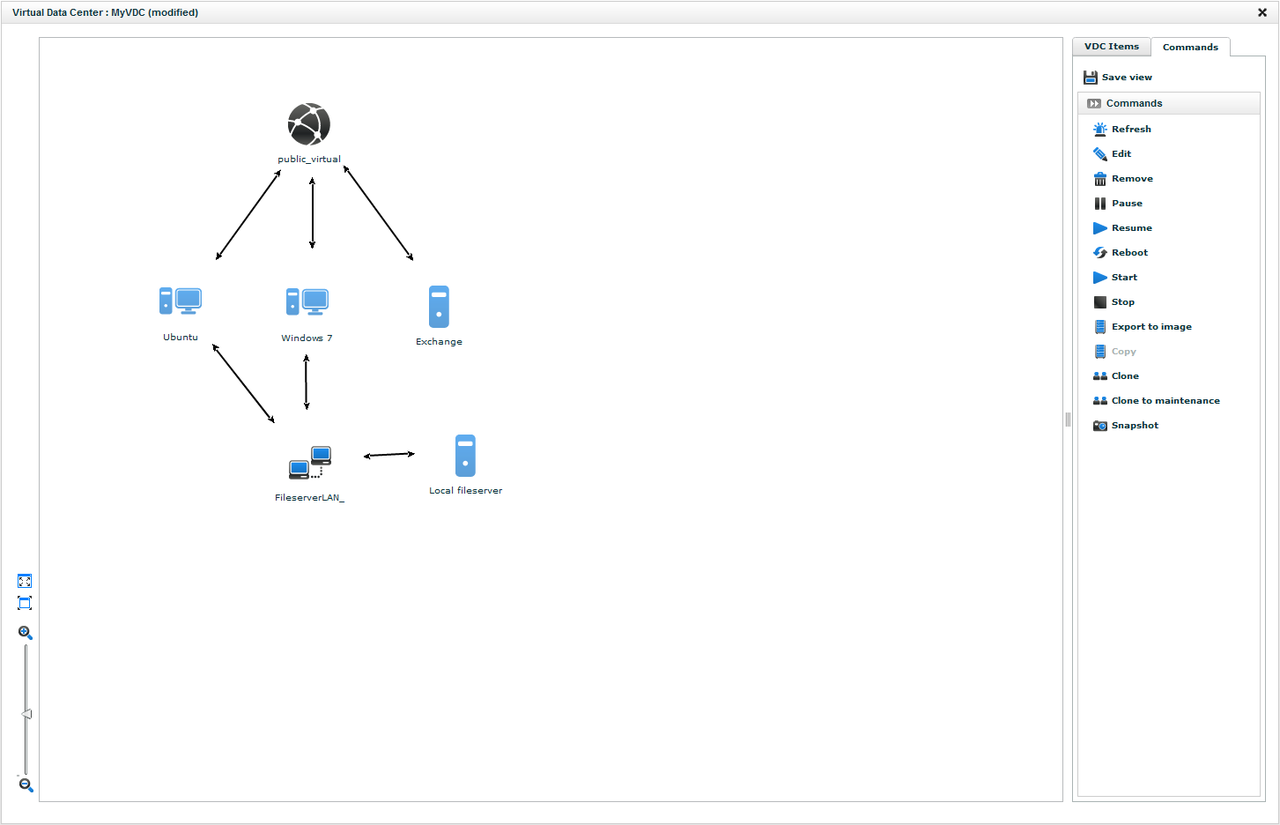 Virtual Data Center : MyVDC (modified)
VDC Items
Commands
Save view
Commands
Refresh
Edit
Remove
Pause
Resume
Reboot
Start
Stop
Export to image
Copy
Clone
Clone to maintenance
Snapshot
public_virtual
Ubuntu
Windows 7
Exchange
FileserverLAN_
Local fileserver